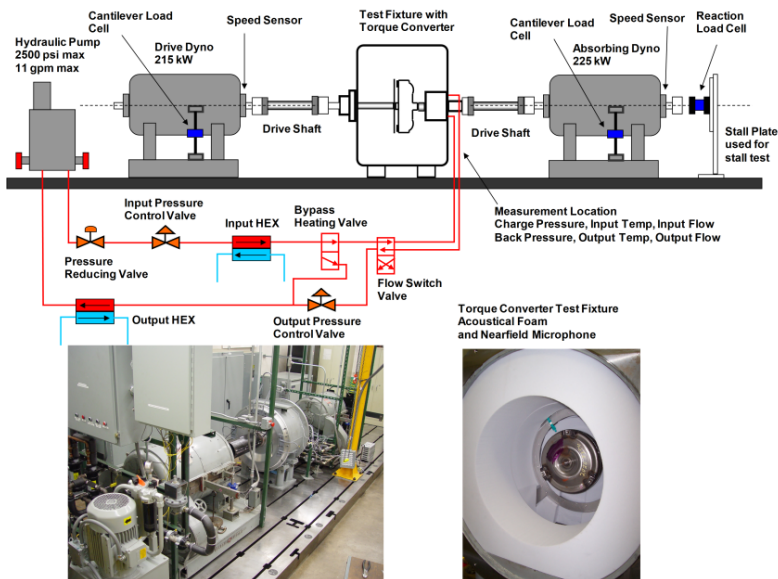 Hydraulic Pump
2500 psi max
11 gpm max
Cantilever Load
Cell
Drive Dyno
215 kW
Speed Sensor
Test Fixture with
Torque Converter
Cantilever Load
Cell
Absorbing Dyno
225 kW
Speed Sensor
Reaction
Load Cell
Drive Shaft
Drive Shaft
Stall Plate
used for
stall test
Input Pressure
Control Valve
Input HEX
Bypass
Heating Valve
Measurement Location
Charge Pressure, Input Temp, Input Flow
Back Pressure, Output Temp, Output Flow
Pressure
Reducing Valve
Flow Switch
Valve
Output HEX
Output Pressure
Control Valve
Torque Converter Test Fixture
Acoustical Foam
and Nearfield Microphone